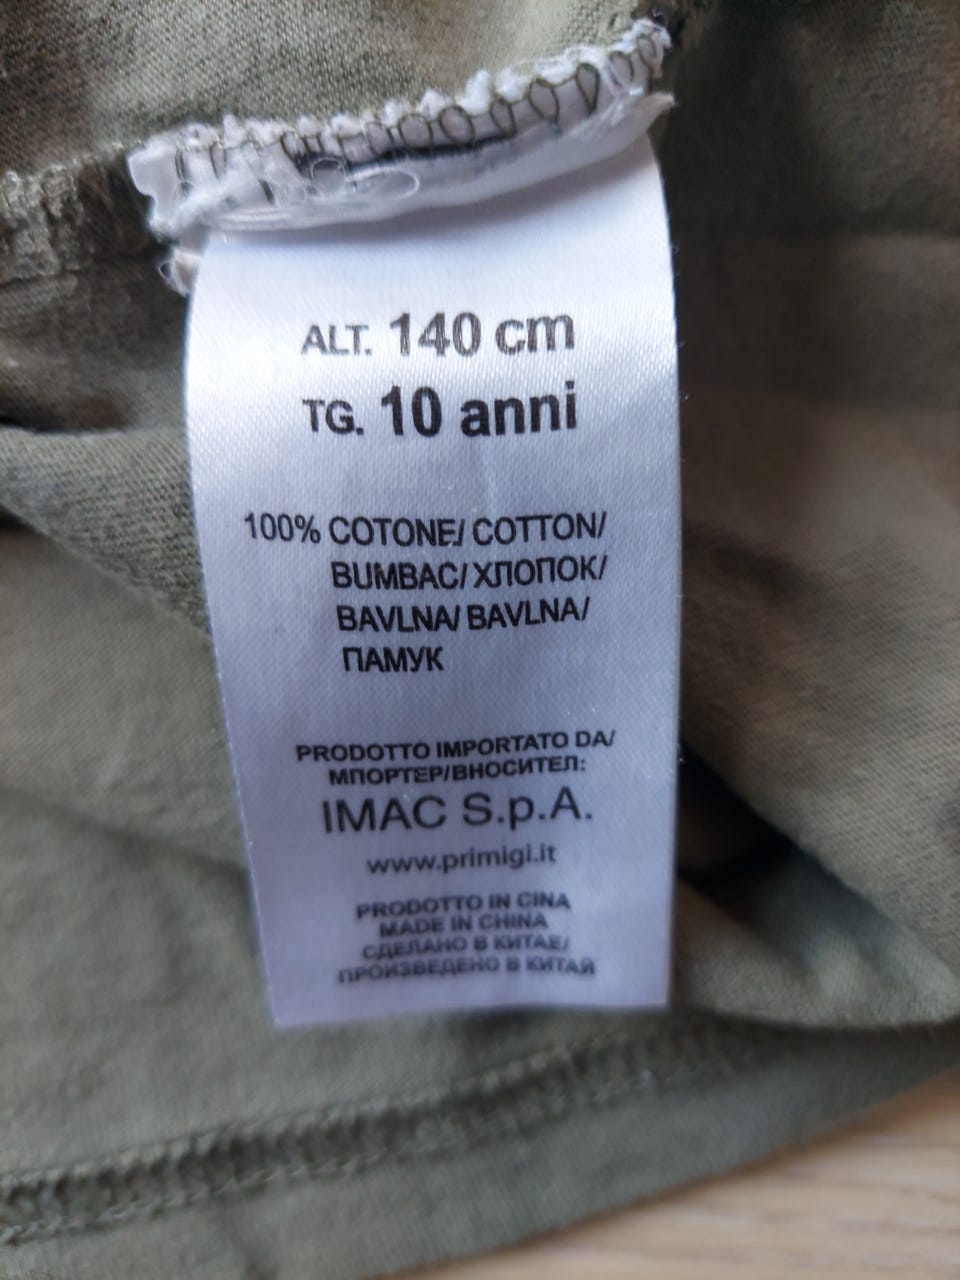 ALT. 140 cm
TG. 10 anni
100% COTONE/ COTTON/
BUMBAC/ ХЛОПОК/
BAVLNA/ BAVLNA/
ПАМУК
PRODOTTO IMPORTATO DA/
МПОРТЕР/ВНОСИТЕЛ:
IMAC S.p.A.
www.primigi.it
PRODOTTO IN CINA
MADE IN CHINA
СДЕЛАНО В КИТАЕ/
ПРОИЗВЕДЕНО В КИТАЙ